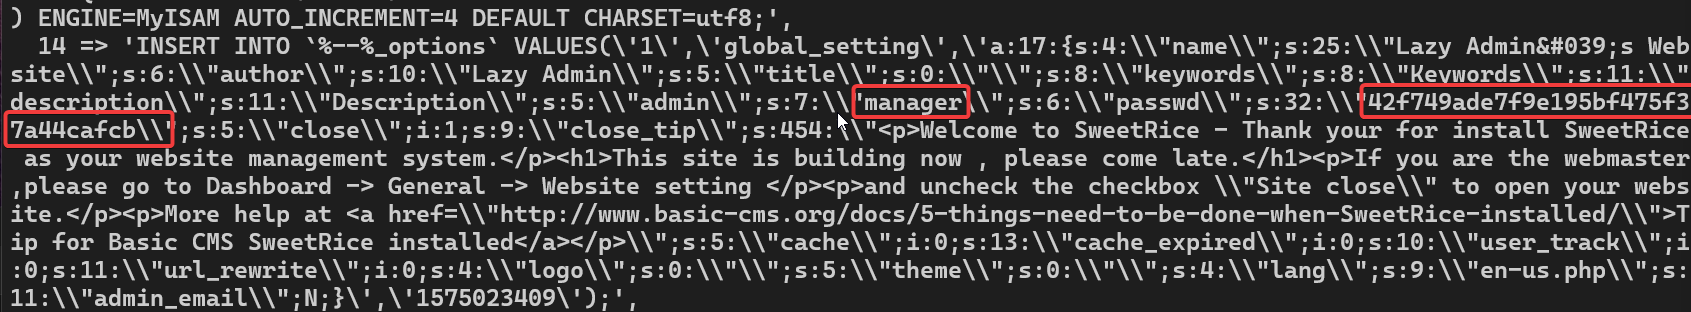 ) ENGINE=MyISAM AUTO_INCREMENT=4 DEFAULT CHARSET=utf8;',
  14 => 'INSERT INTO `%--%_options` VALUES(\'1\',\'global_setting\',\'a:17:{s:4:\\"name\\";s:25:\\"Lazy Admin&#039;s Web
site\\";s:6:\\"author\\";s:10:\\"Lazy Admin\\";s:5:\\"title\\";s:0:\\"\\";s:8:\\"keywords\\";s:8:\\"Keywords\\";s:11:\\"
description\\";s:11:\\"Description\\";s:5:\\"admin\\";s:7:\\"manager\\";s:6:\\"passwd\\";s:32:\\"42f749ade7f9e195bf475f3
7a44cafcb\\";s:5:\\"close\\";i:1;s:9:\\"close_tip\\";s:454:\\"<p>Welcome to SweetRice - Thank your for install SweetRice
 as your website management system.</p><h1>This site is building now , please come late.</h1><p>If you are the webmaster
,please go to Dashboard -> General -> Website setting </p><p>and uncheck the checkbox \\"Site close\\" to open your webs
ite.</p><p>More help at <a href=\\"http://www.basic-cms.org/docs/5-things-need-to-be-done-when-SweetRice-installed/\\">T
ip for Basic CMS SweetRice installed</a></p>\\";s:5:\\"cache\\";i:0;s:13:\\"cache_expired\\";i:0;s:10:\\"user_track\\";i
:0;s:11:\\"url_rewrite\\";i:0;s:4:\\"logo\\";s:0:\\"\\";s:5:\\"theme\\";s:0:\\"\\";s:4:\\"lang\\";s:9:\\"en-us.php\\";s:
11:\\"admin_email\\";N;}\',\'1575023409\');',